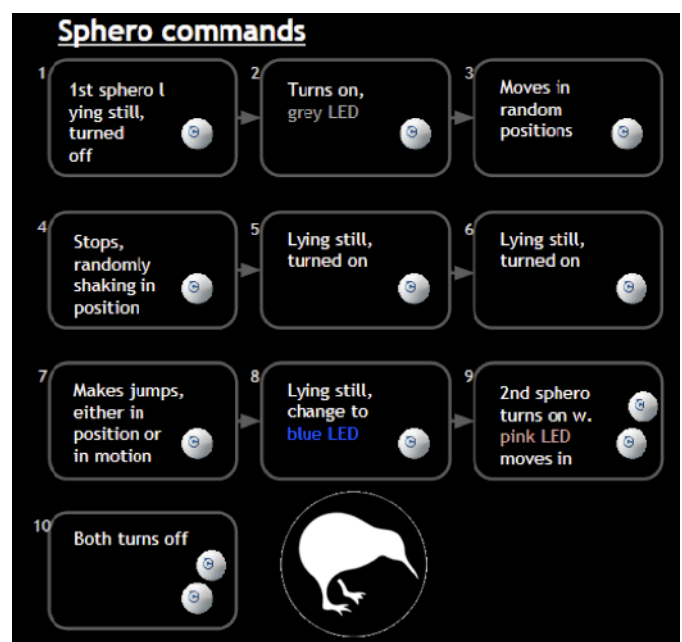 Sphero commands
1
1st sphero l
ying still,
turned
off
2
Turns on,
grey LED
3
Moves in
random
positions
4
Stops,
randomly
shaking in
position
5
Lying still,
turned on
6
Lying still,
turned on
7
Makes jumps,
either in
position or
in motion
8
Lying still,
change to
blue LED
9
2nd sphero
turns on w.
pink LED
moves in
10
Both turns off